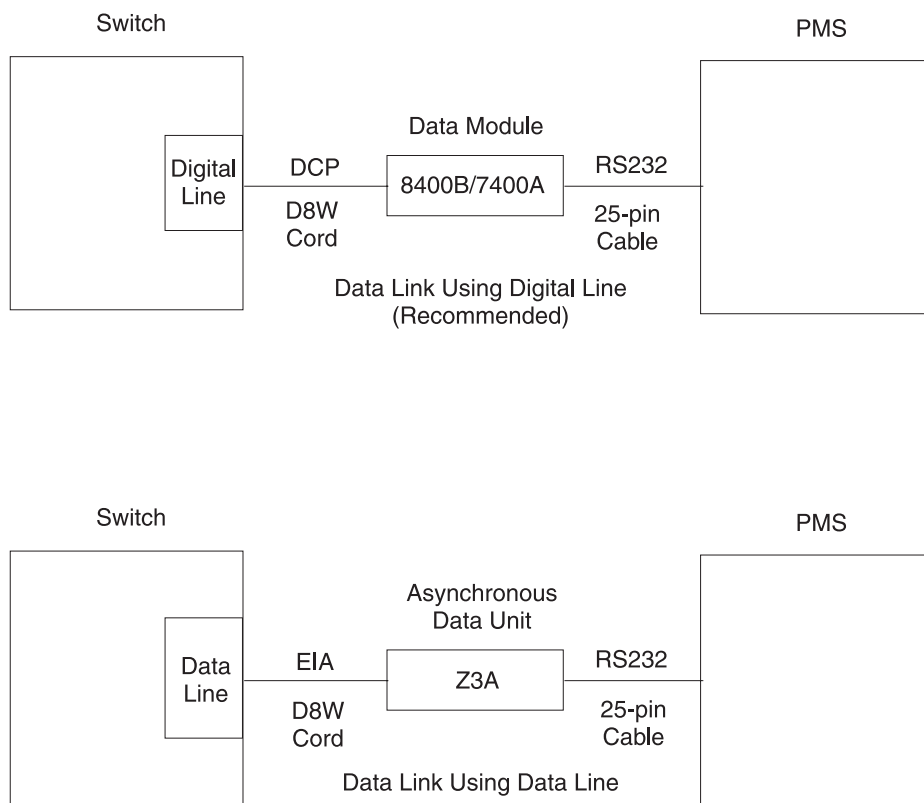 Switch
PMS
Data Module
Digital
Line
DCP
8400B/7400A
RS232
D8W
Cord
25-pin
Cable
Data Link Using Digital Line
(Recommended)
Switch
PMS
Asynchronous
Data Unit
Data
Line
EIA
Z3A
RS232
D8W
Cord
25-pin
Cable
Data Link Using Data Line